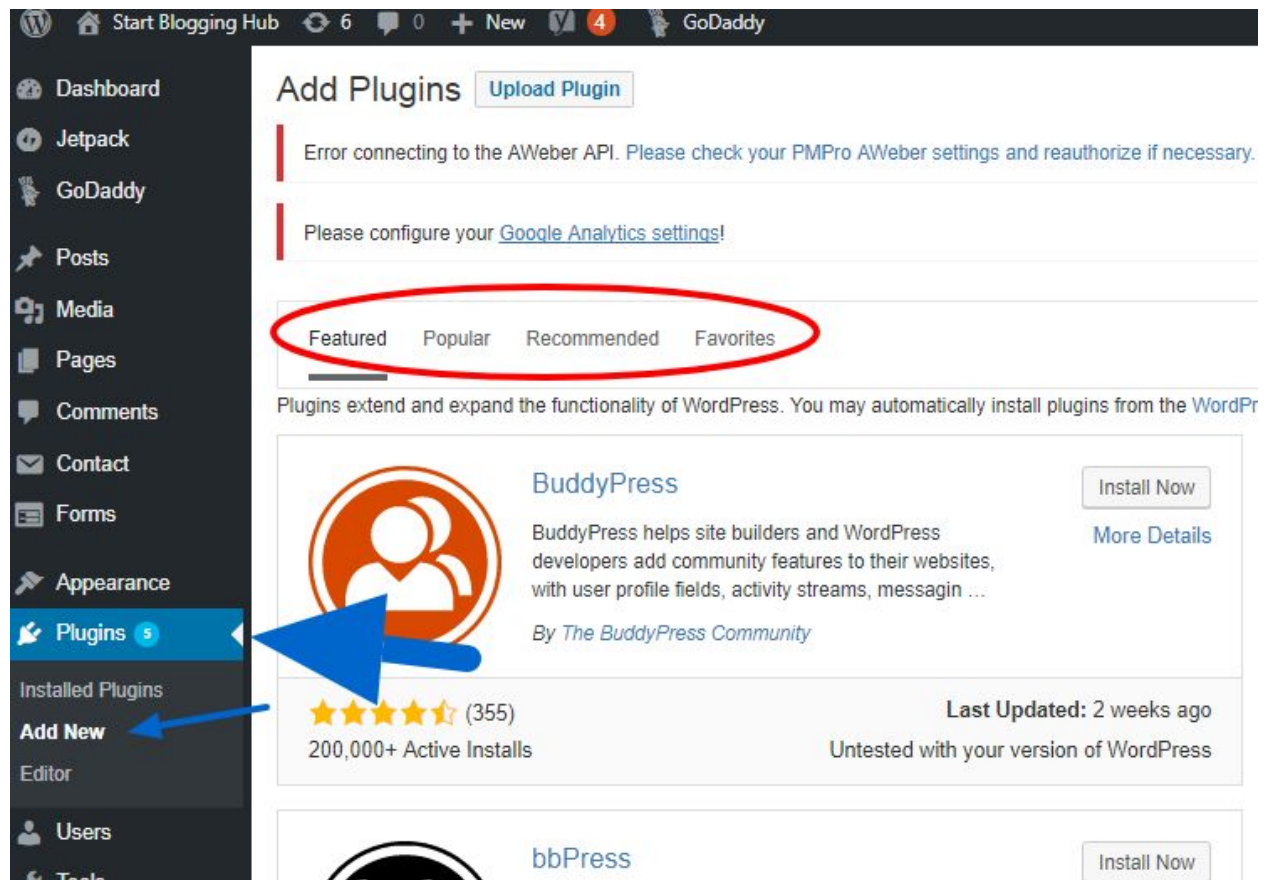 Start Blogging Hub 6 0 New 4 GoDaddy
Dashboard
Jetpack
GoDaddy
Posts
Media
Pages
Comments
Contact
Forms
Appearance
Plugins 5
Installed Plugins
Add New
Editor
Users
Tools
Add Plugins Upload Plugin
Error connecting to the AWeber API. Please check your PMPro AWeber settings and reauthorize if necessary.
Please configure your Google Analytics settings!
Featured Popular Recommended Favorites
Plugins extend and expand the functionality of WordPress. You may automatically install plugins from the WordPr
BuddyPress
Install Now
More Details
BuddyPress helps site builders and WordPress
developers add community features to their websites,
with user profile fields, activity streams, messagin ...
By The BuddyPress Community
(355)
200,000+ Active Installs
Last Updated: 2 weeks ago
Untested with your version of WordPress
bbPress
Install Now